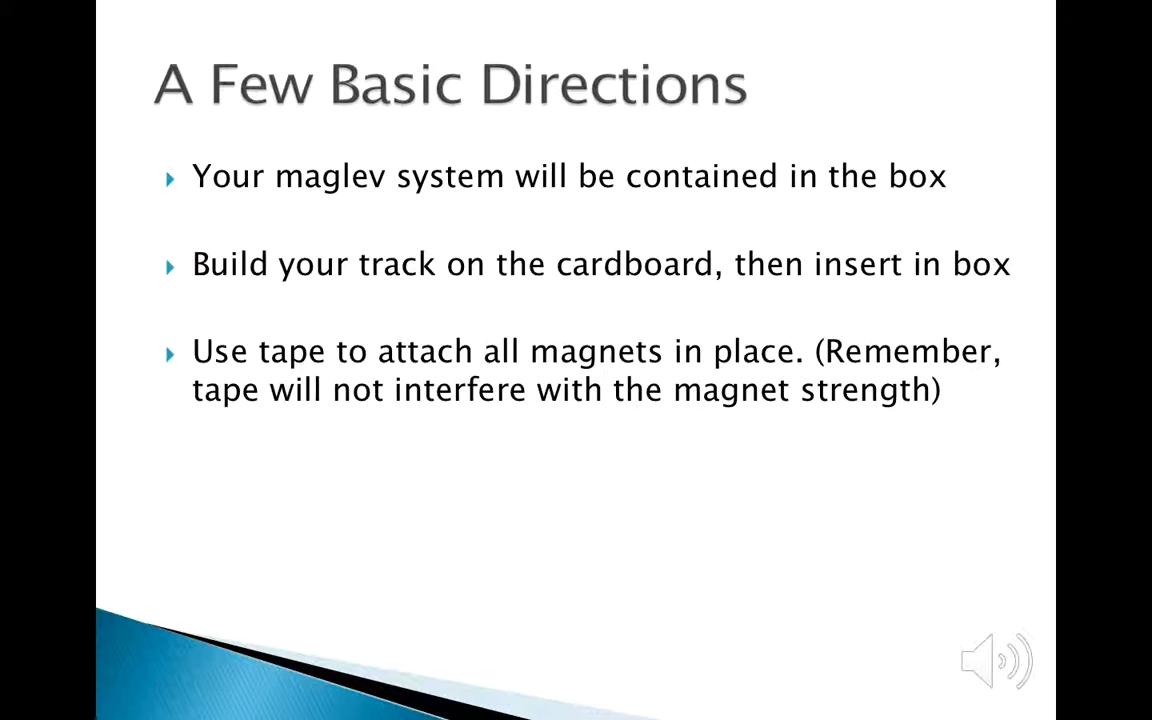 A Few Basic Directions
Your maglev system will be contained in the box
Build your track on the cardboard, then insert in box
Use tape to attach all magnets in place. (Remember,
tape will not interfere with the magnet strength)